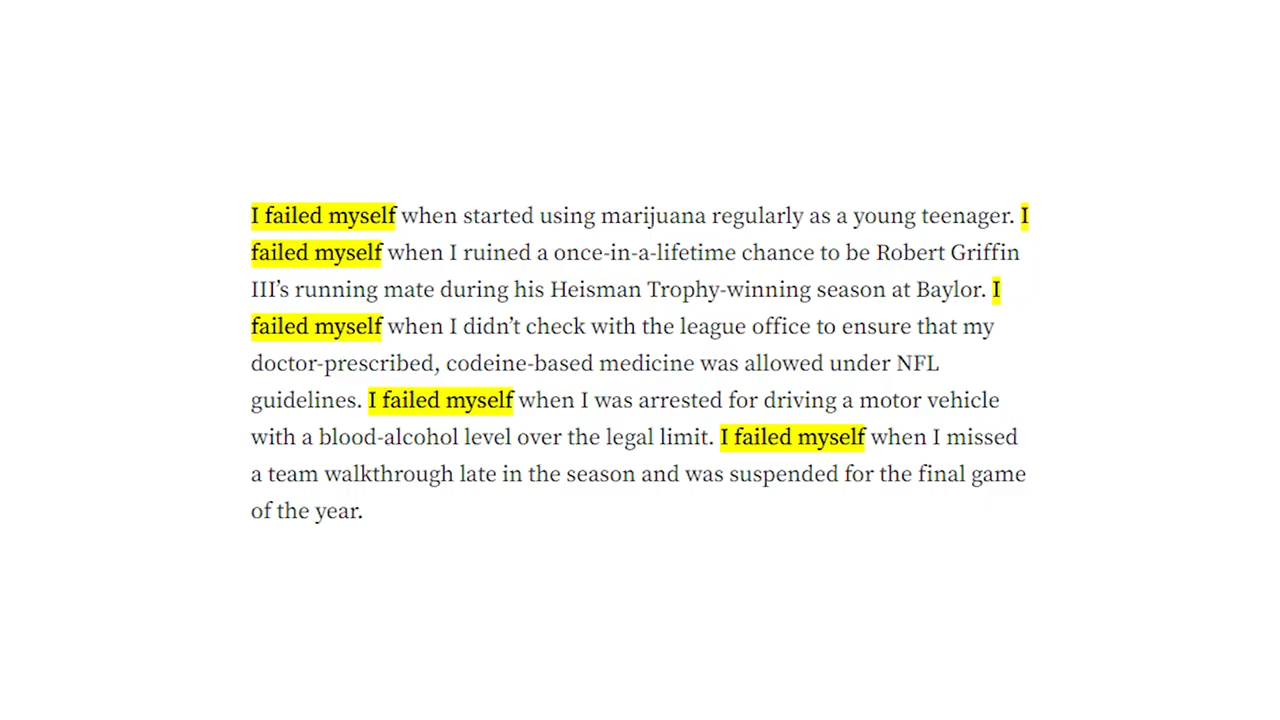 I failed myself when started using marijuana regularly as a young teenager. I
failed myself when I ruined a once-in-a-lifetime chance to be Robert Griffin
III’s running mate during his Heisman Trophy-winning season at Baylor. I
failed myself when I didn’t check with the league office to ensure that my
doctor-prescribed, codeine-based medicine was allowed under NFL
guidelines. I failed myself when I was arrested for driving a motor vehicle
with a blood-alcohol level over the legal limit. I failed myself when I missed
a team walkthrough late in the season and was suspended for the final game
of the year.